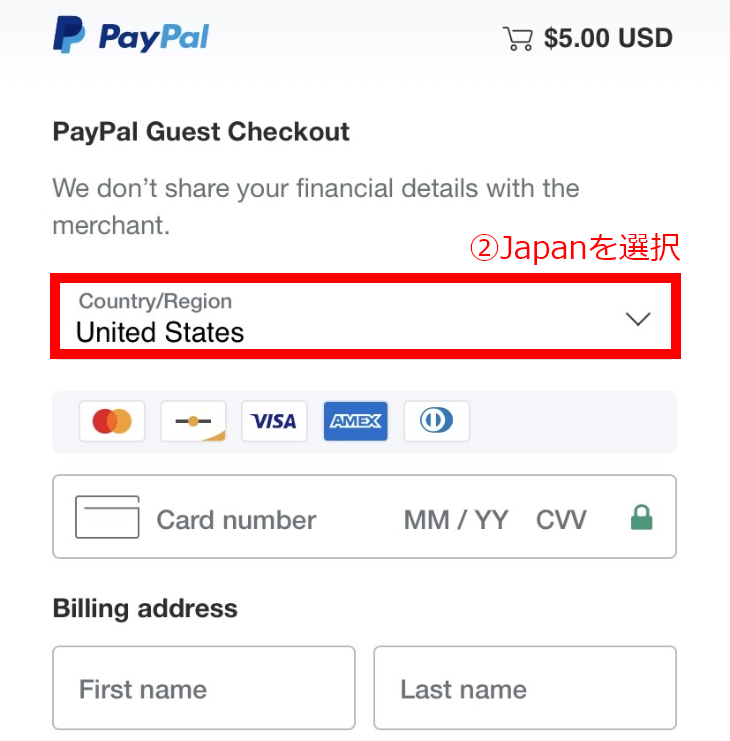 PayPal
$5.00 USD
PayPal Guest Checkout
We don’t share your financial details with the
merchant.
②Japanを選択
Country/Region
United States
VISA AMEX
Card number MM / YY CVV
Billing address
First name Last name